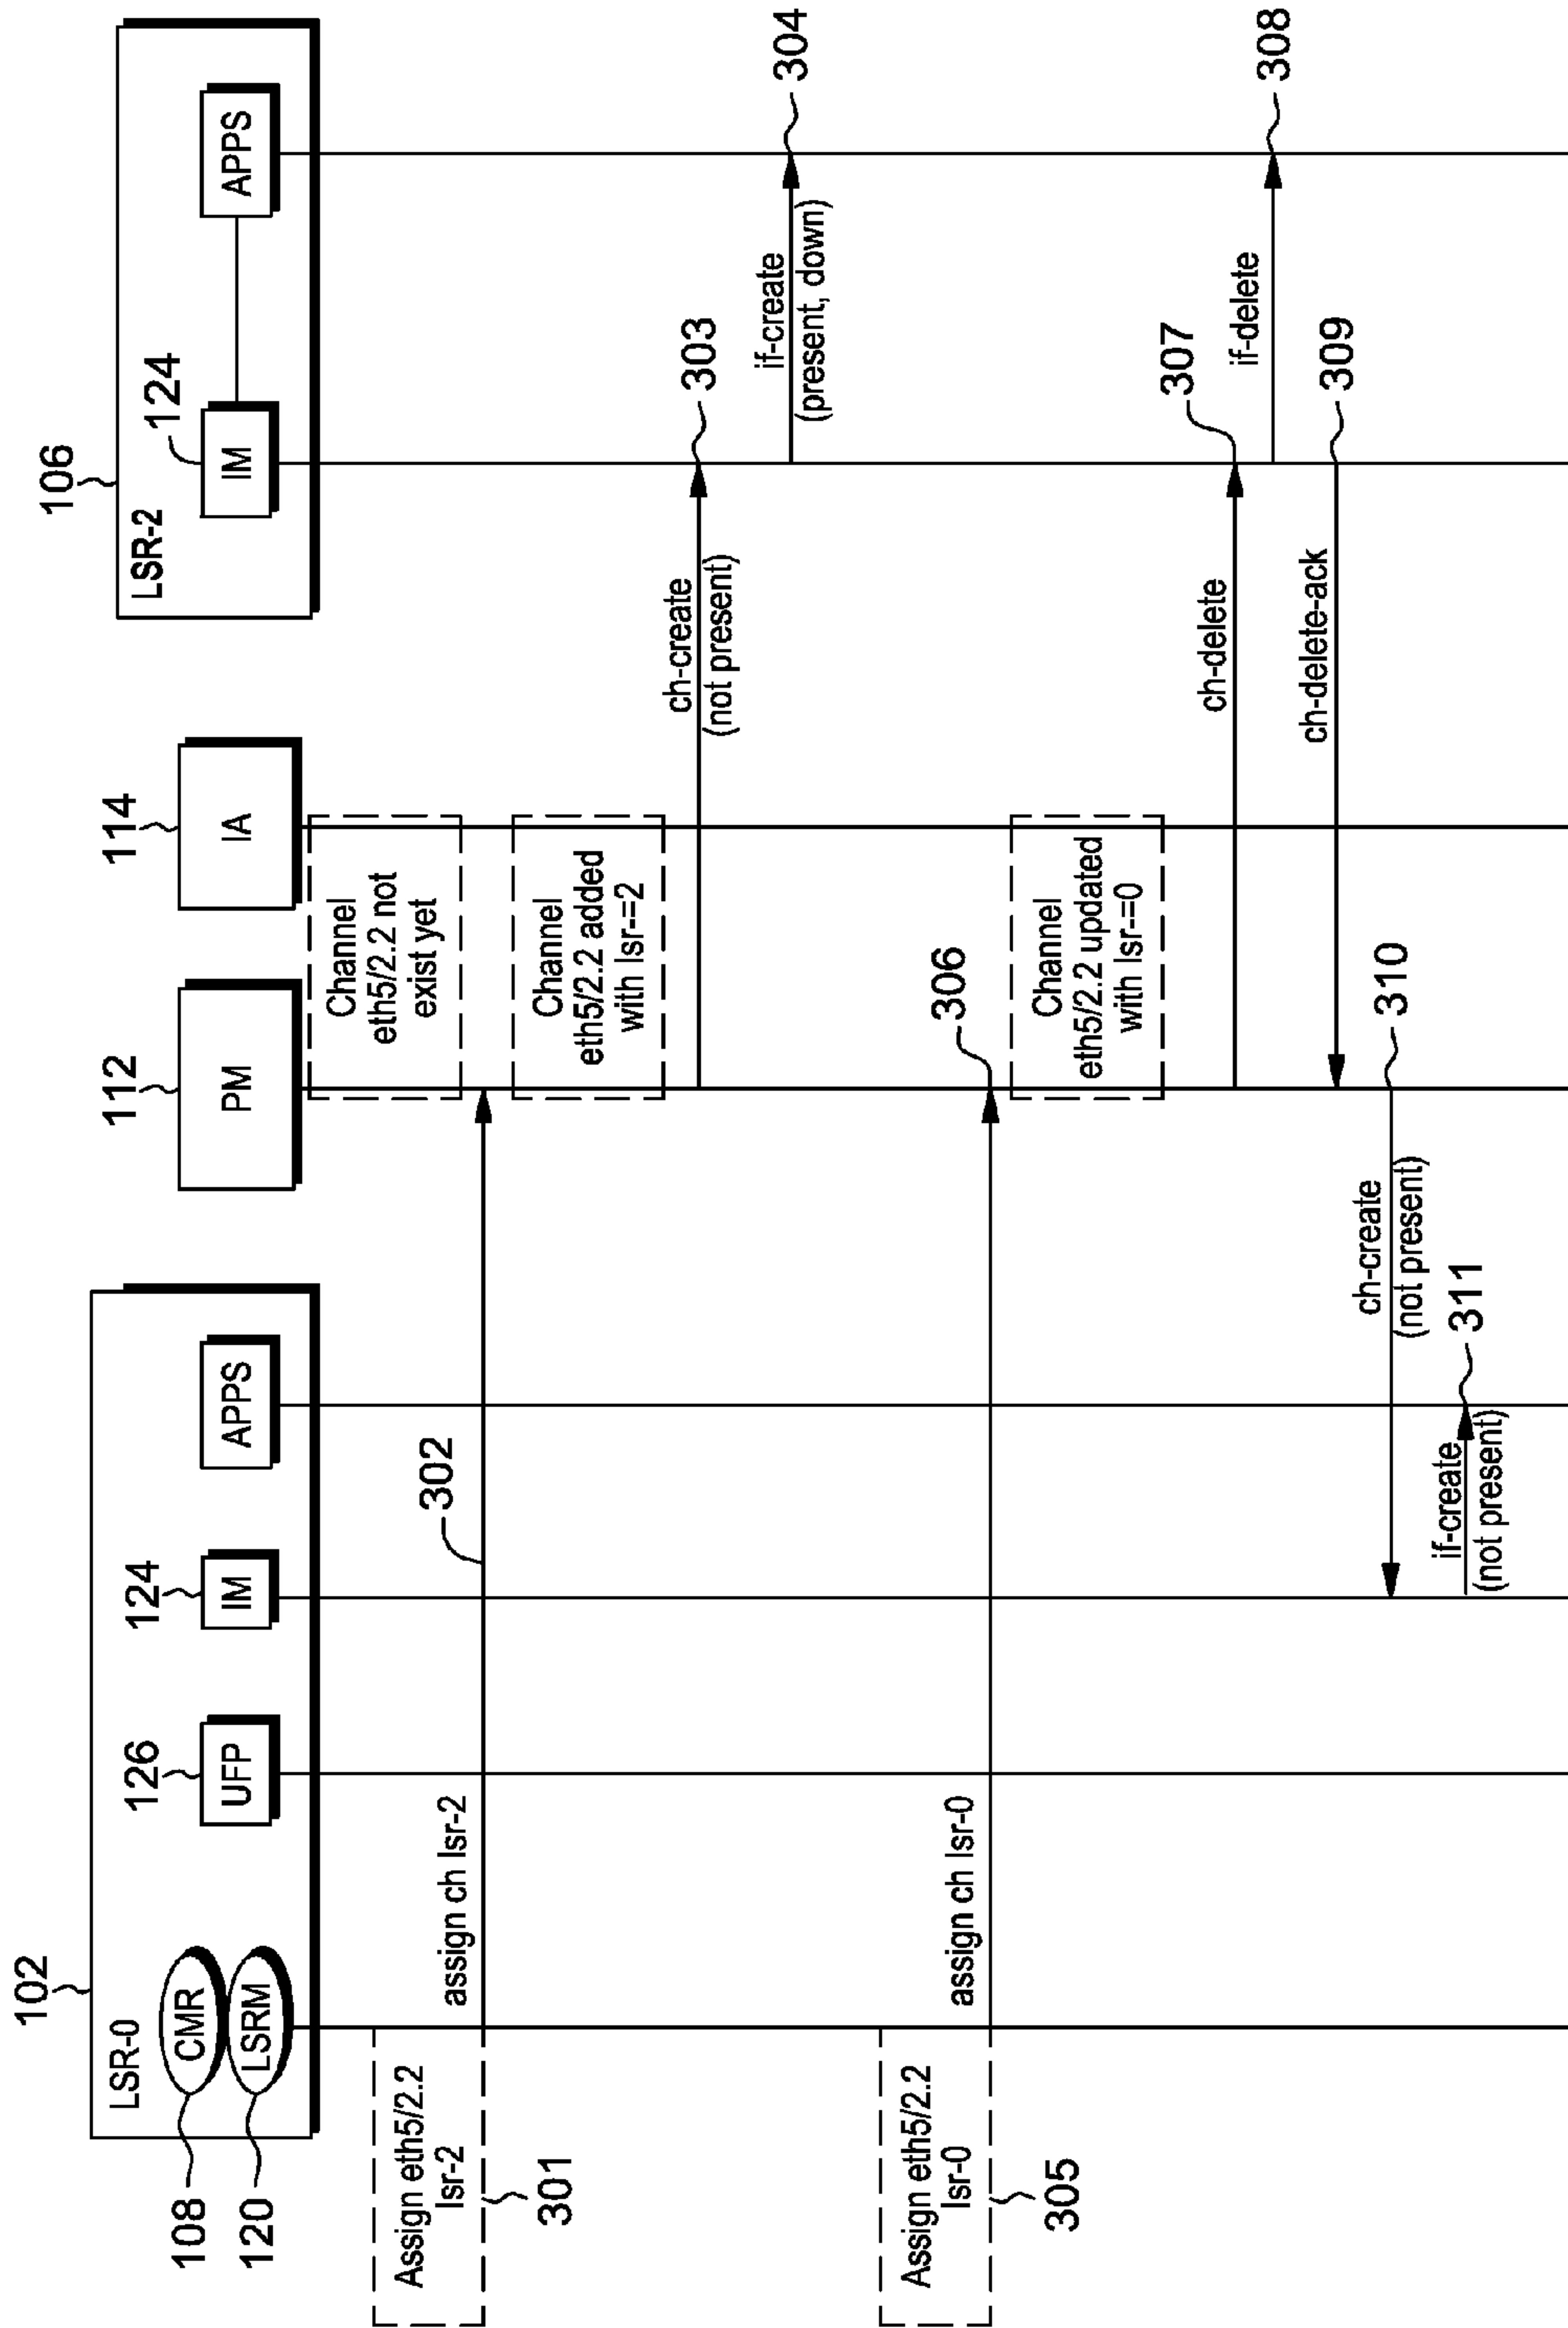 102
LSR-0
108
CMR
120
LSRM
126
UFP
124
IM
APPS
112
PM
114
IA
106
LSR-2
124
IM
APPS
Channel
eth5/2.2 not
exist yet
Assign eth5/2.2
lsr-2
301
assign ch lsr-2
302
Channel
eth5/2.2 added
with lsr-=2
ch-create
(not present)
303
if-create
(present, down)
304
Assign eth5/2.2
lsr-0
305
assign ch lsr-0
306
Channel
eth5/2.2 updated
with lsr-=0
ch-delete
307
if-delete
308
ch-delete-ack
309
310
ch-create
(not present)
if-create
(not present)
311